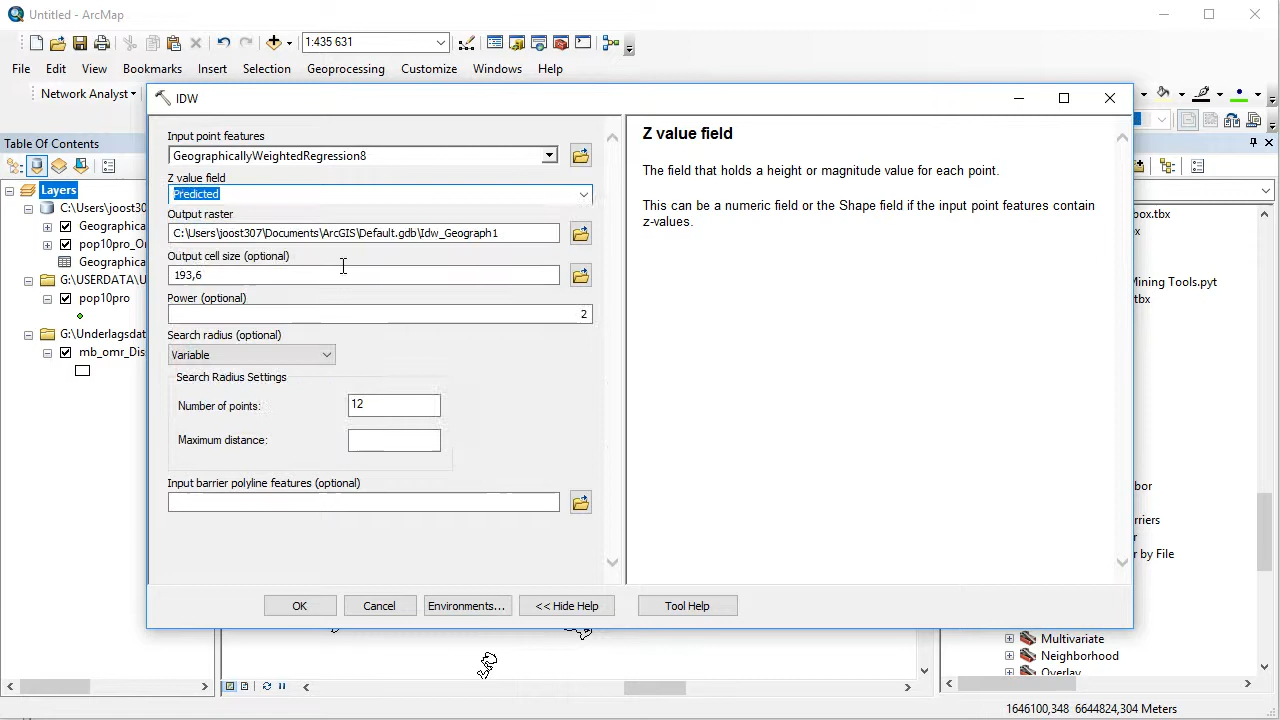 Untitled - ArcMap
1:435 631
File Edit View Bookmarks Insert Selection Geoprocessing Customize Windows Help
Network Analyst
Table Of Contents
Layers
C:\Users\joost30
Geographica
pop10pro_Or
Geographica
G:\USERDATA\U
pop10pro
G:\Underlagsdat
mb_omr_Dis
IDW
Input point features
GeographicallyWeightedRegression8
Z value field
Predicted
Output raster
C:\Users\joost307\Documents\ArcGIS\Default.gdb\Idw_Geograph1
Output cell size (optional)
193,6
Power (optional)
2
Search radius (optional)
Variable
Search Radius Settings
Number of points:
12
Maximum distance:
Input barrier polyline features (optional)
OK Cancel Environments... << Hide Help Tool Help
Z value field
The field that holds a height or magnitude value for each point.
This can be a numeric field or the Shape field if the input point features contain
z-values.
box.tbx
Mining Tools.pyt
tbx
bor
rriers
r
r by File
Multivariate
Neighborhood
Overlay
1646100,348 6644824,304 Meters